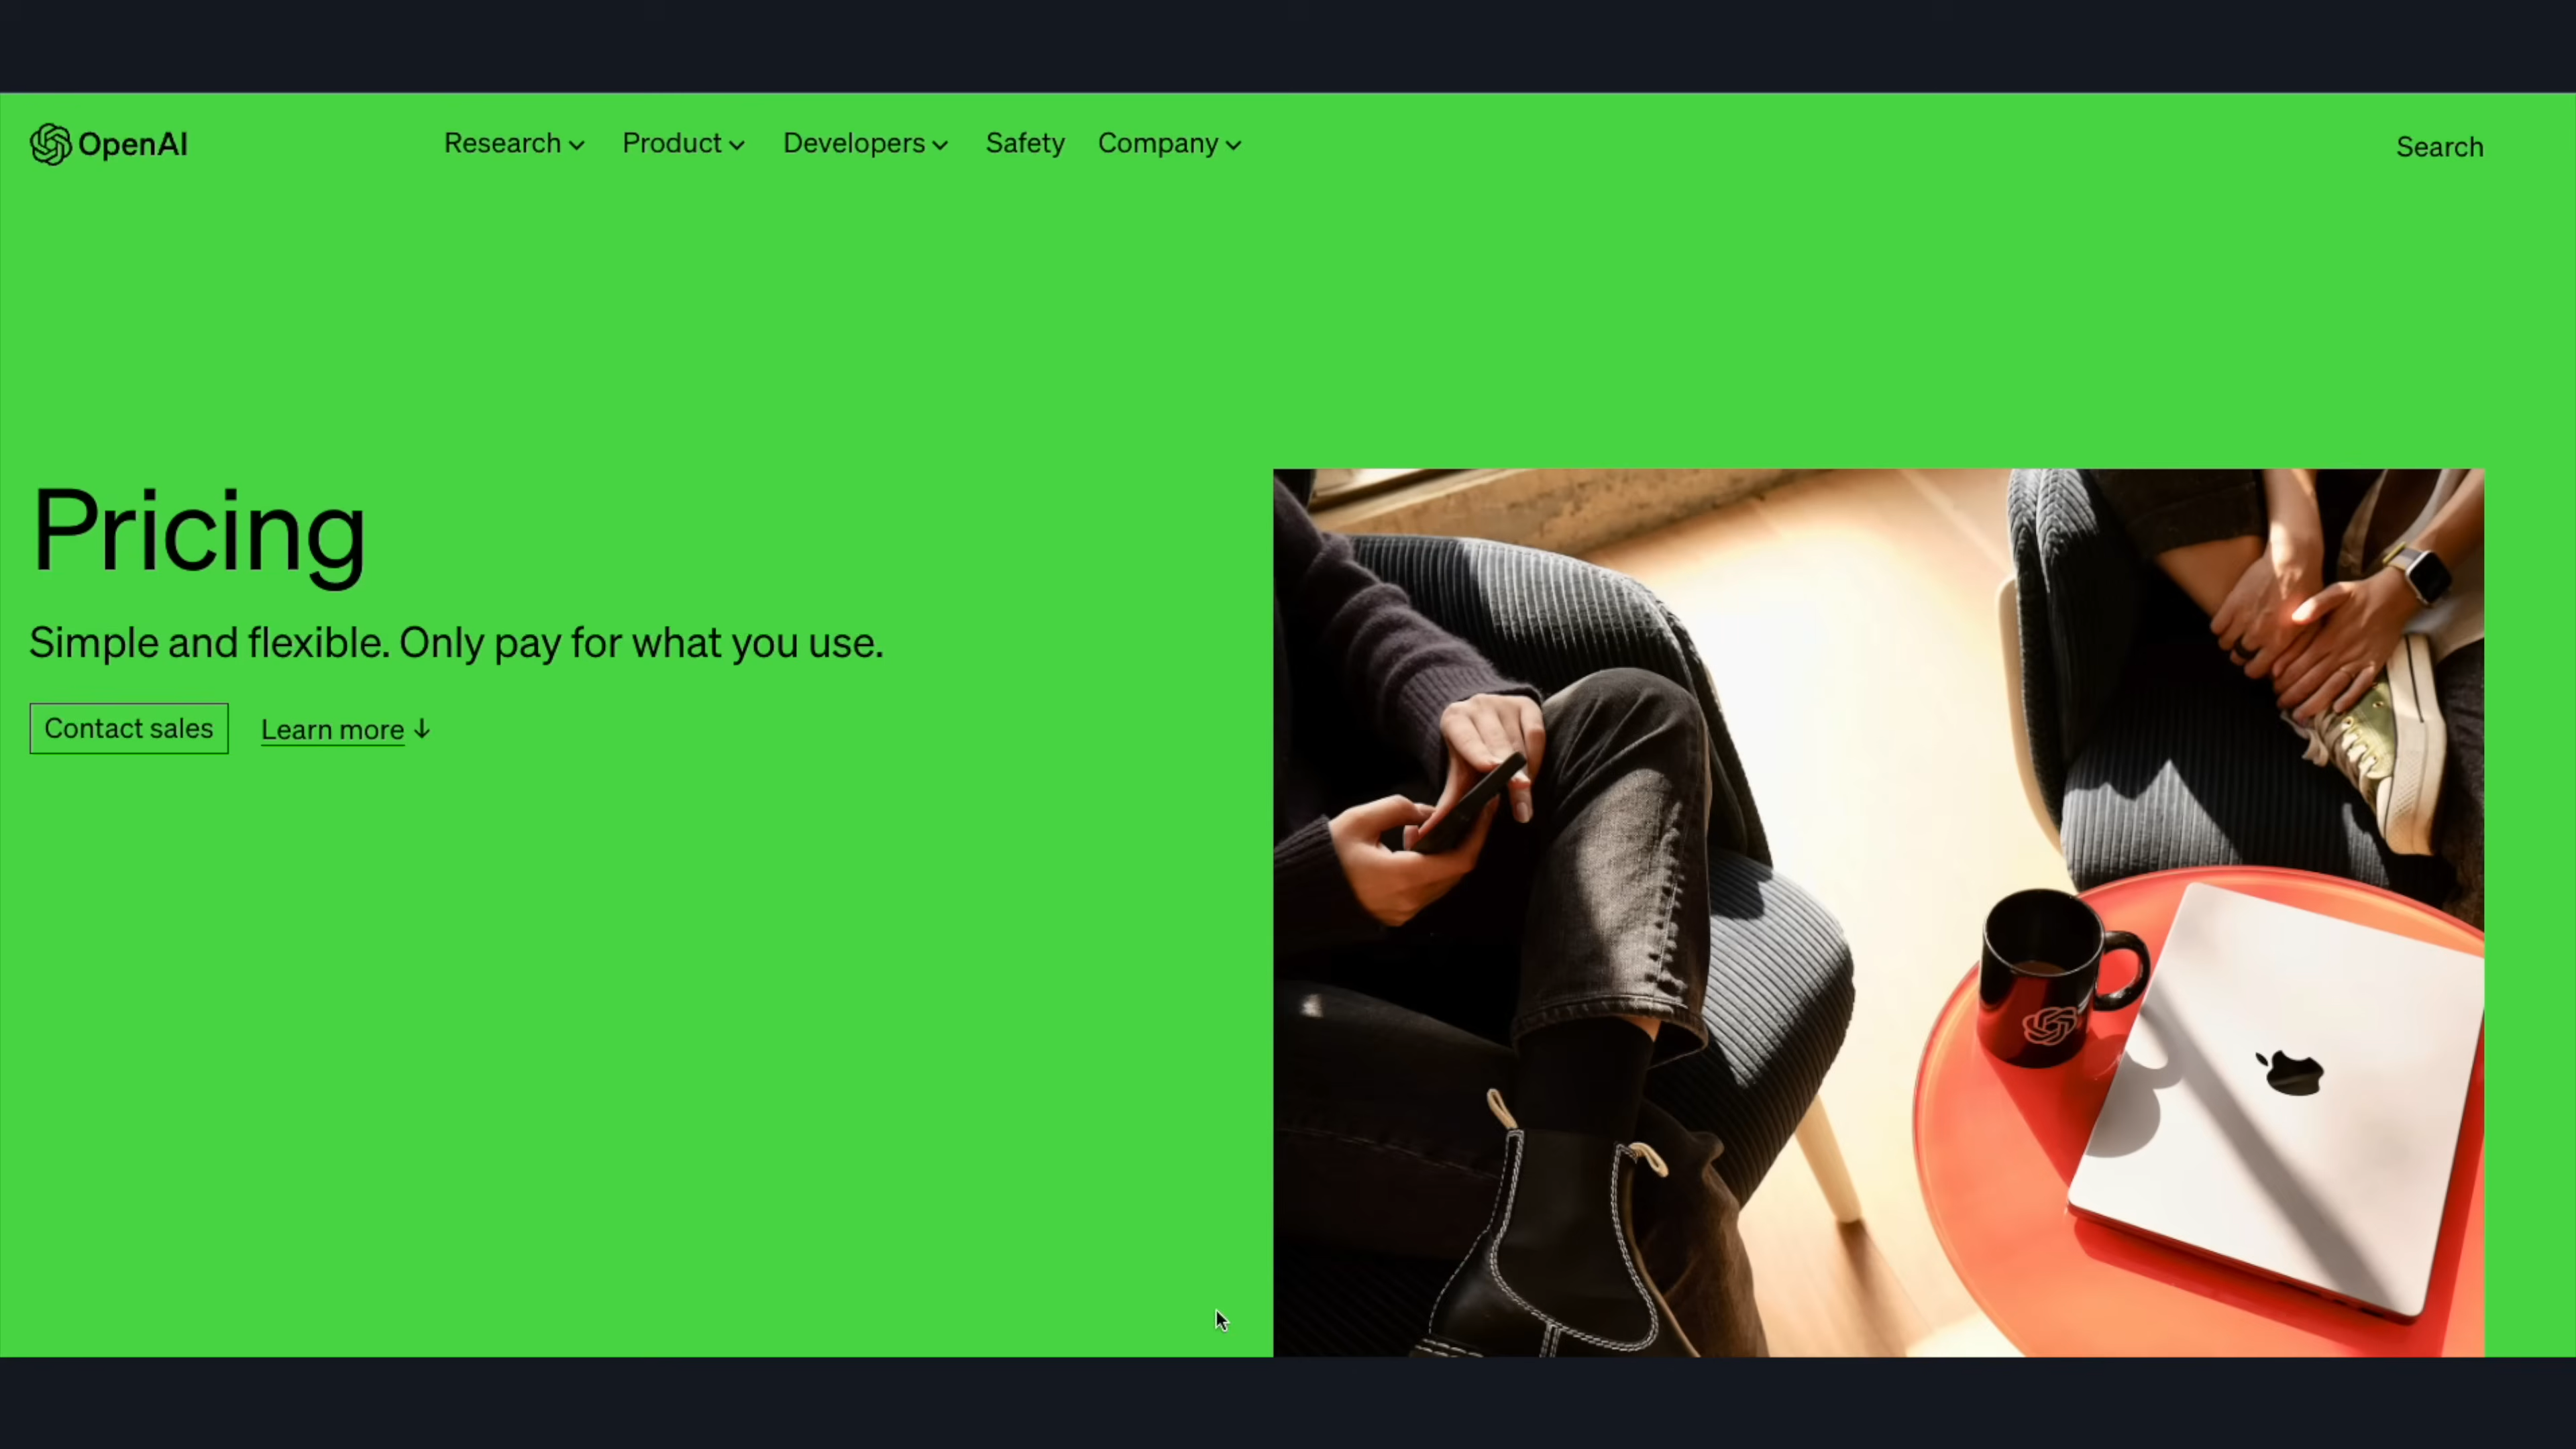 OpenAI
Research Product Developers Safety Company
Search
Pricing
Simple and flexible. Only pay for what you use.
Contact sales
Learn more ↓